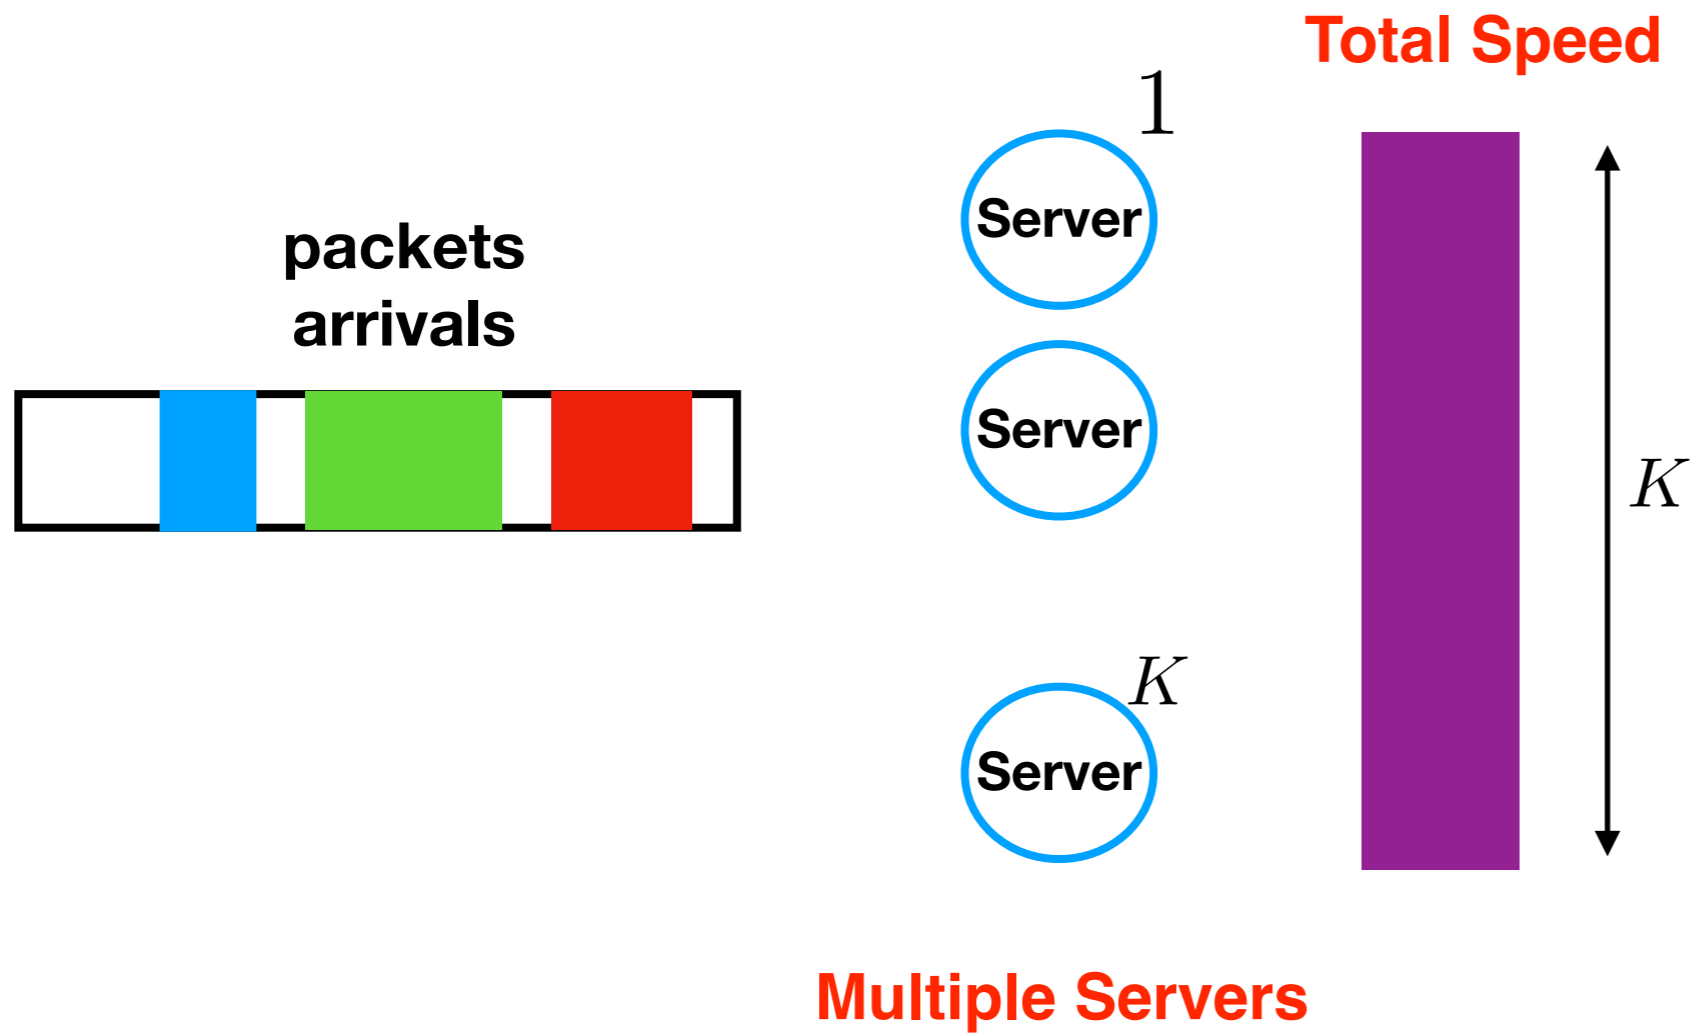 Total Speed
1
Server
packets
arrivals
Server
K
K
Server
Multiple Servers